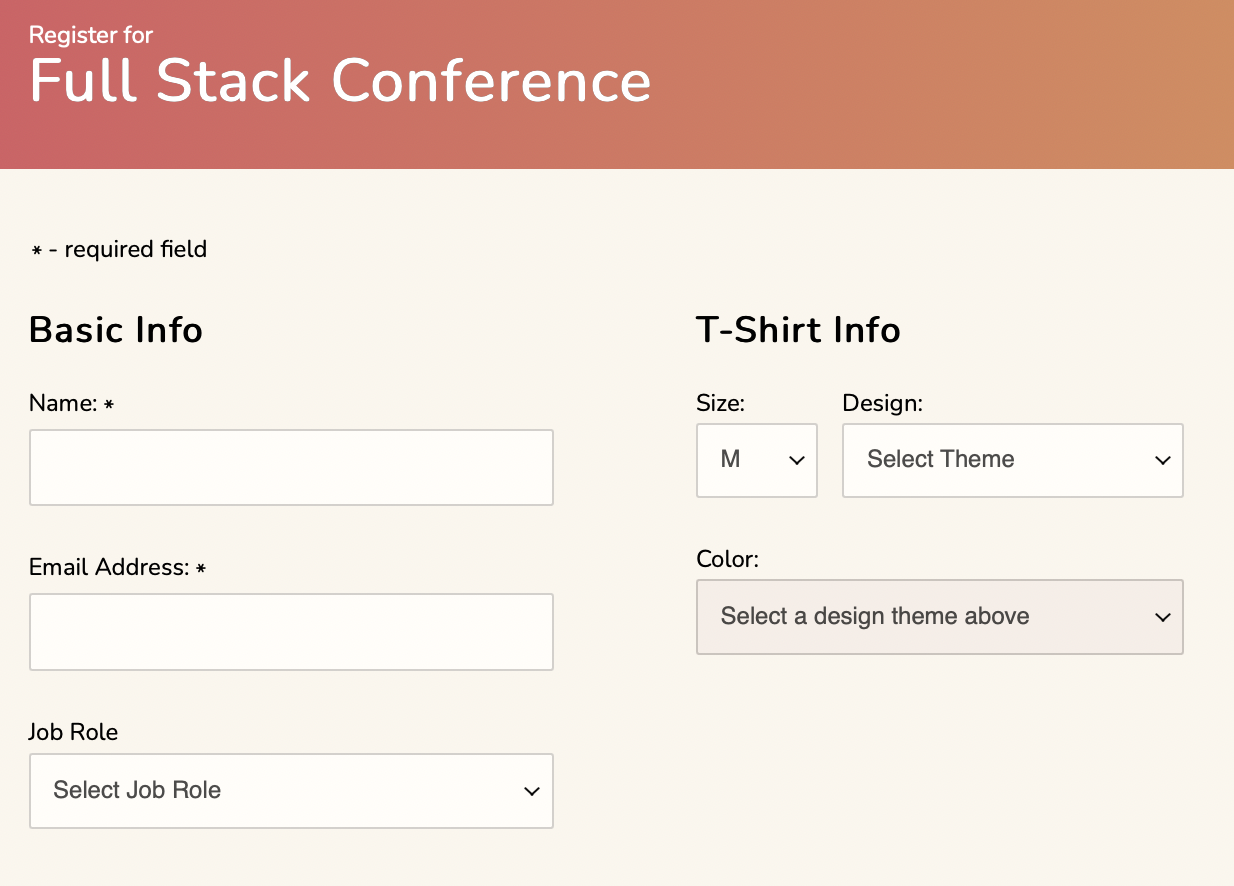 Register for
Full Stack Conference
* - required field
Basic Info
Name: *
Email Address: *
Job Role
Select Job Role
T-Shirt Info
Size:
M
Design:
Select Theme
Color:
Select a design theme above